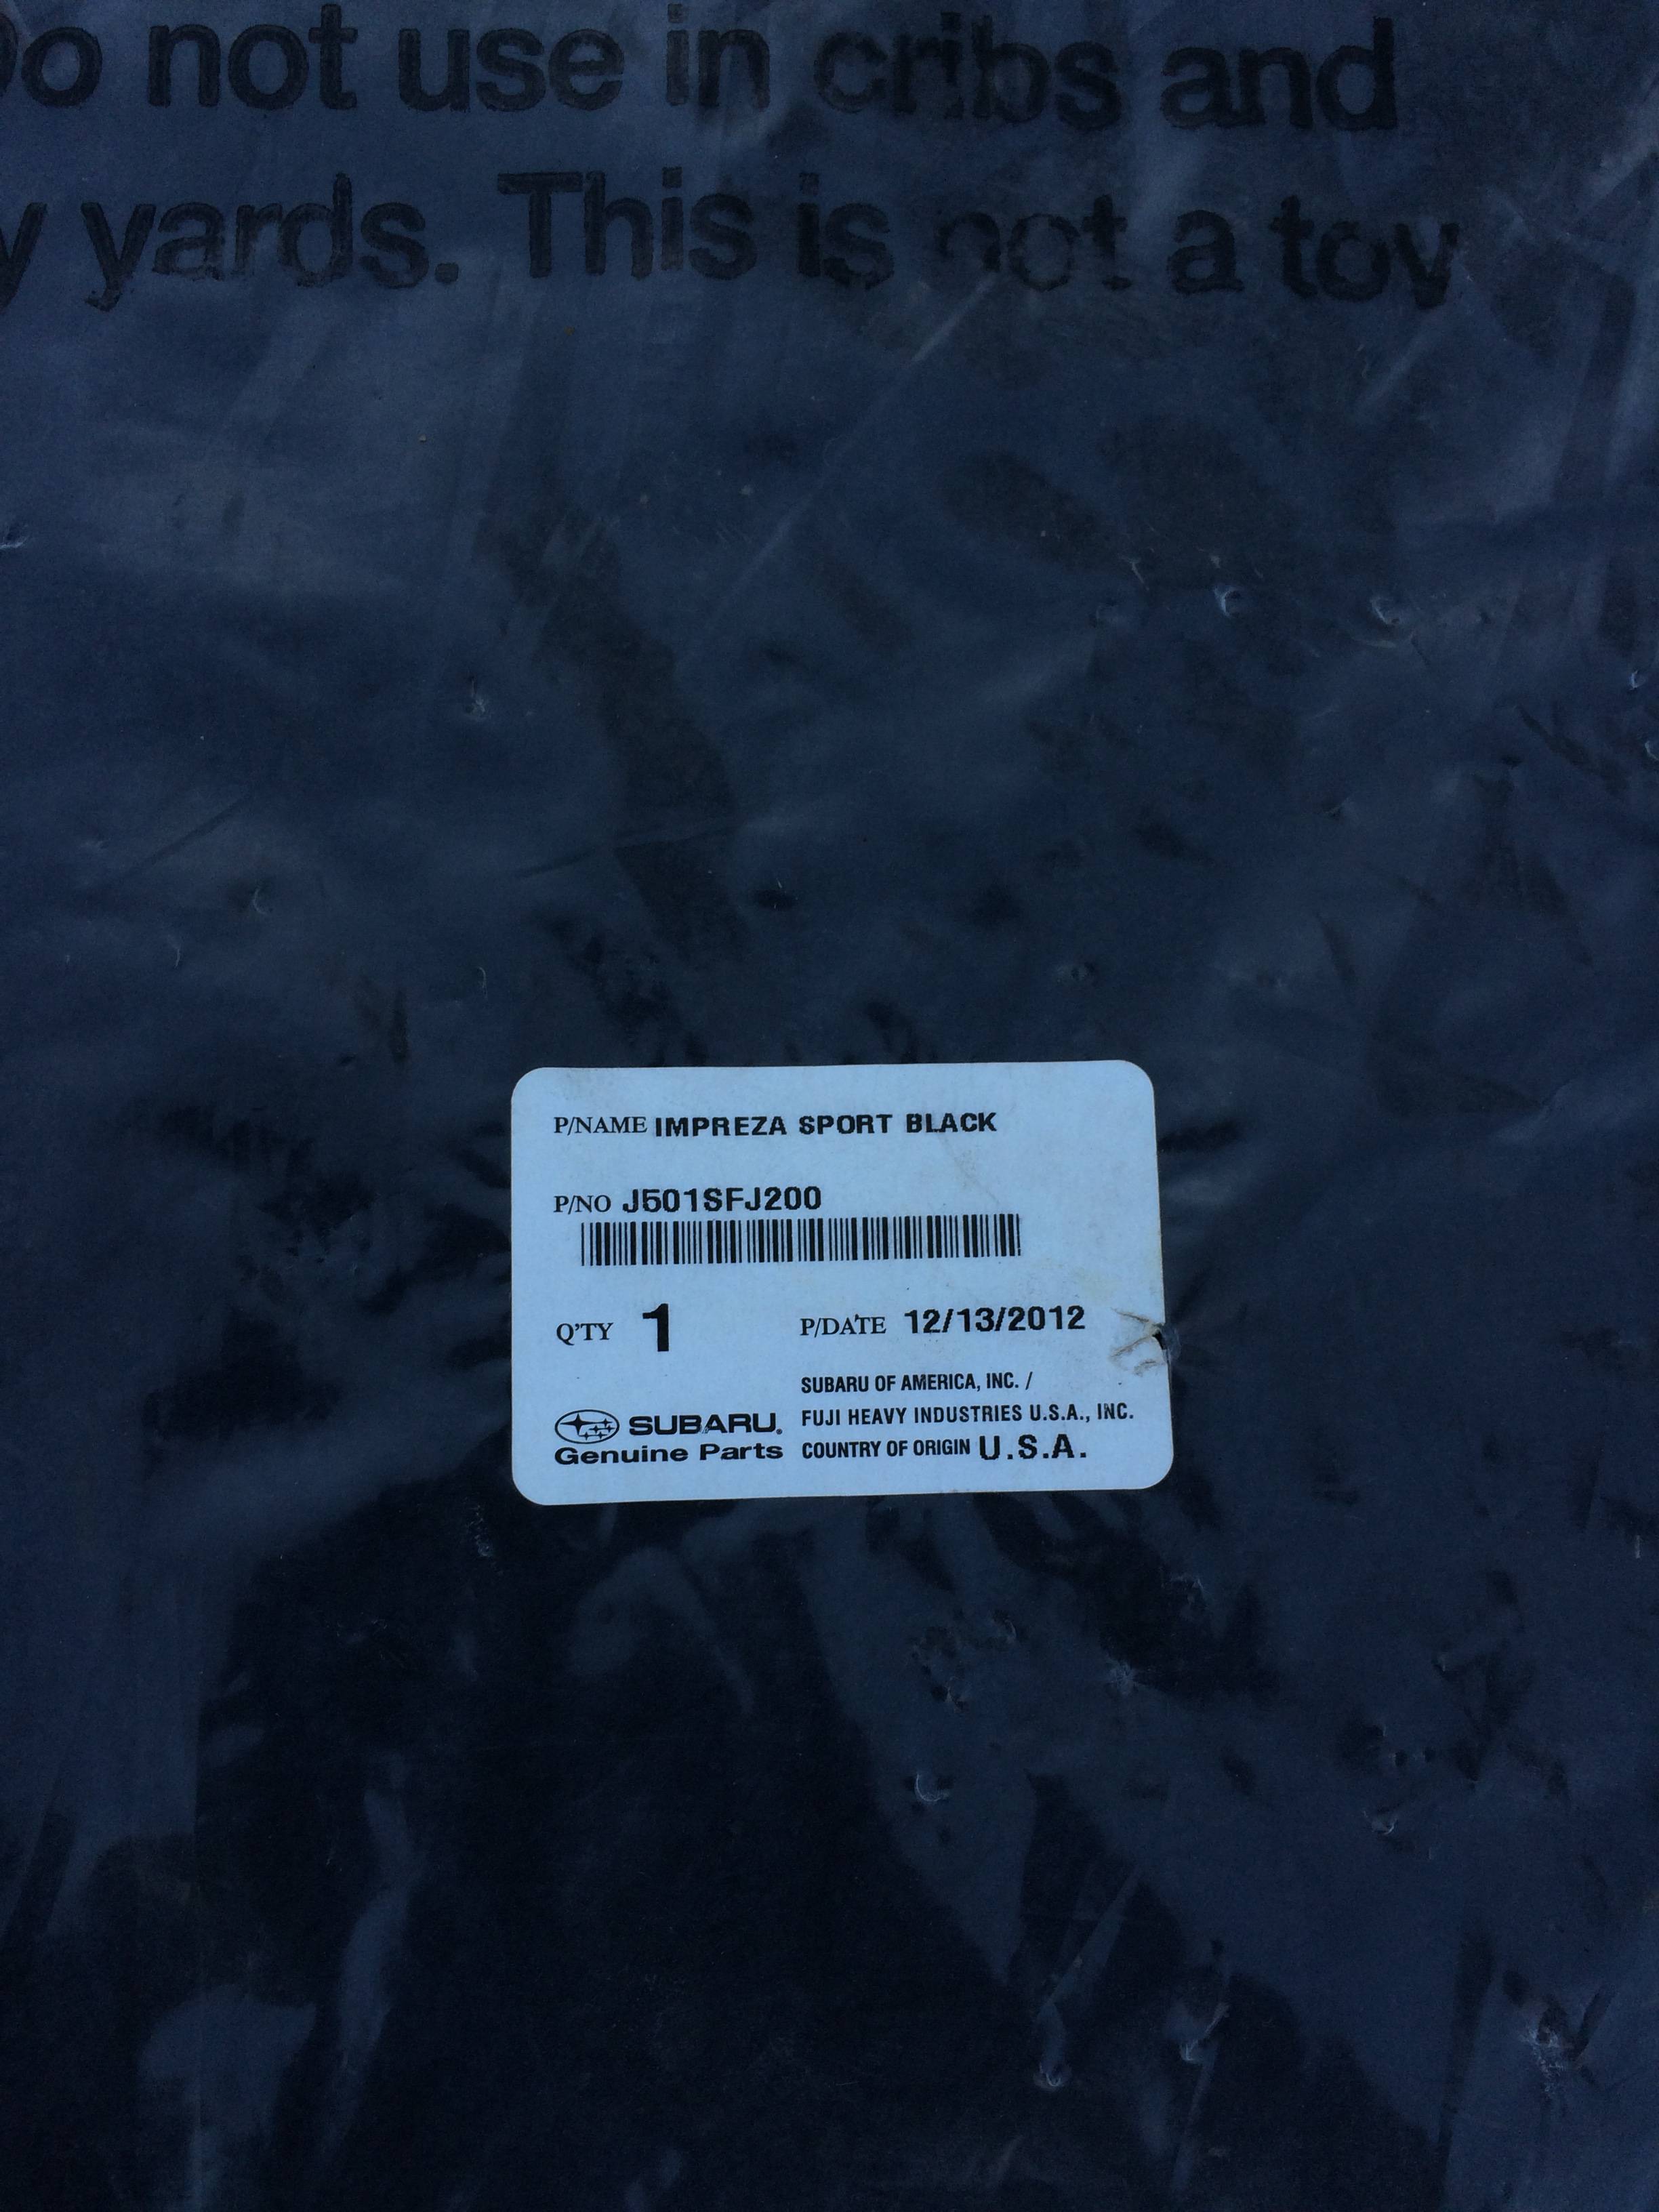 Do not use in cribs and
y yards. This is not a toy
P/NAME IMPREZA SPORT BLACK
P/NO J501SFJ200
Q'TY 1 P/DATE 12/13/2012
SUBARU OF AMERICA, INC. /
SUBARU. FUJI HEAVY INDUSTRIES U.S.A., INC.
Genuine Parts COUNTRY OF ORIGIN U.S.A.